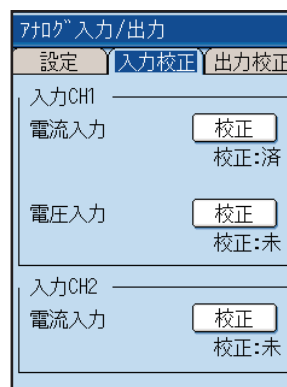 ｱﾅﾛｸﾞ入力/出力
設定 入力校正 出力校正
入力CH1
電流入力 校正
校正:済
電圧入力 校正
校正:未
入力CH2
電流入力 校正
校正:未